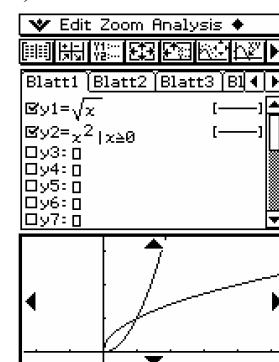 Edit Zoom Analysis
Blatt1 Blatt2 Blatt3 Bl
y1=√x [—]
y2=x²|x≥0 [—]
y3:
y4:
y5:
y6:
y7: